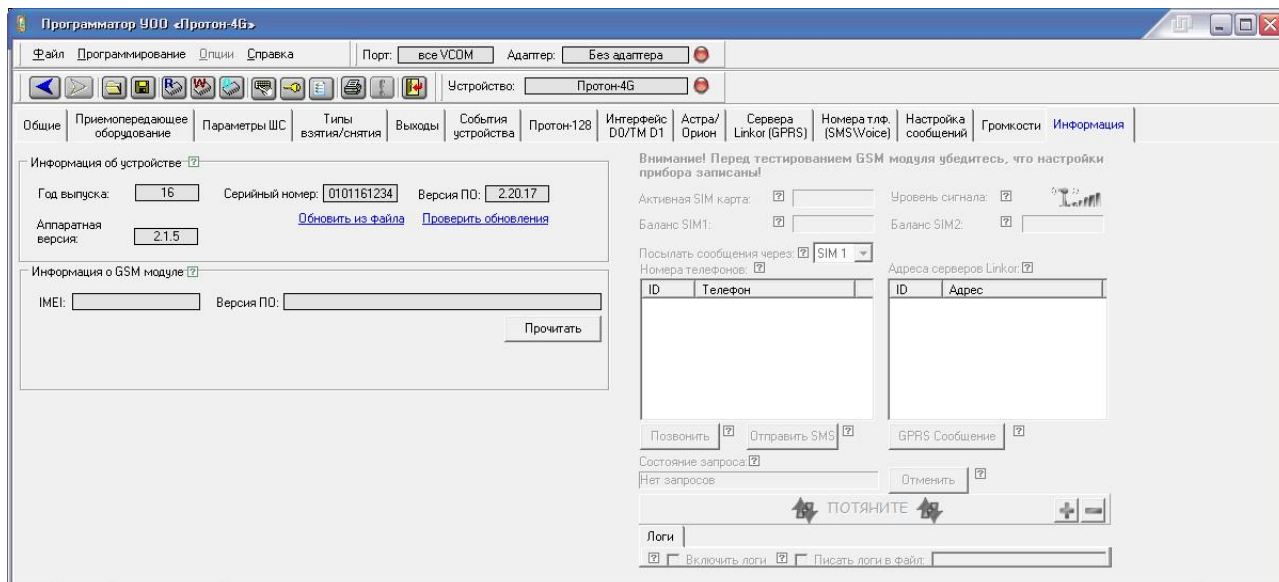 Программатор УОО «Протон-4G»
Файл Программирование Опции Справка Порт: все VCOM Адаптер: Без адаптера
Устройство: Протон-4G
Общие Приемопередающее оборудование Параметры ШС Типы взятия/снятия Выходы События устройства Протон-128 Интерфейс D0/TM D1 Астра/Орион Сервера Linkor (GPRS) Номера тлф. (SMS\Voice) Настройка сообщений Громкости Информация
Информация об устройстве ?
Год выпуска: 16 Серийный номер: 0101161234 Версия ПО: 2.20.17
Обновить из файла Проверить обновления
Аппаратная версия: 2.1.5
Информация о GSM модуле ?
IMEI: Версия ПО:
Прочитать
Внимание! Перед тестированием GSM модуля убедитесь, что настройки
прибора записаны!
Активная SIM карта: ? Уровень сигнала: ?
Баланс SIM1: ? Баланс SIM2: ?
Посылать сообщения через: ? SIM 1
Номера телефонов: ? Адреса серверов Linkor: ?
ID Телефон ID Адрес
Позвонить ? Отправить SMS ? GPRS Сообщение ?
Состояние запроса: ?
Нет запросов Отменить ?
ПОТЯНИТЕ
Логи
? Включить логи ? Писать логи в файл: